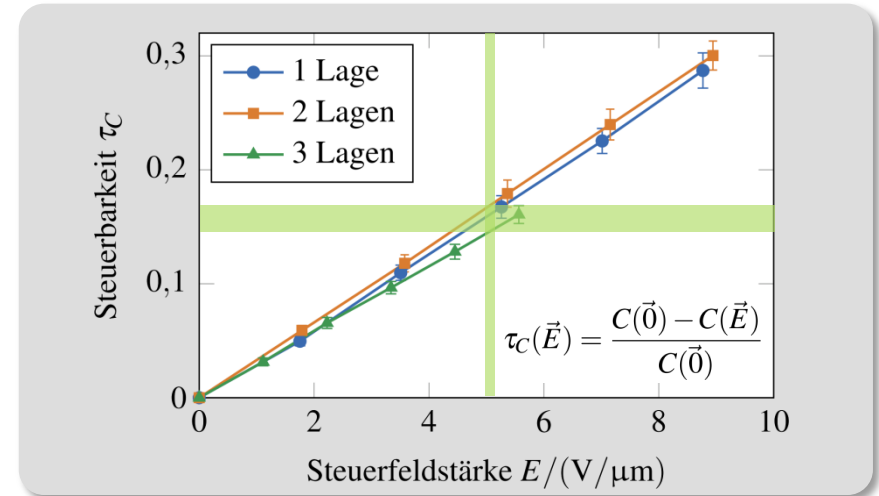 0,3
0,2
0,1
0
Steuerbarkeit τ_C
1 Lage
2 Lagen
3 Lagen
τ_C(E⃗) = (C(0⃗) − C(E⃗)) / C(0⃗)
0 2 4 6 8 10
Steuerfeldstärke E/(V/µm)